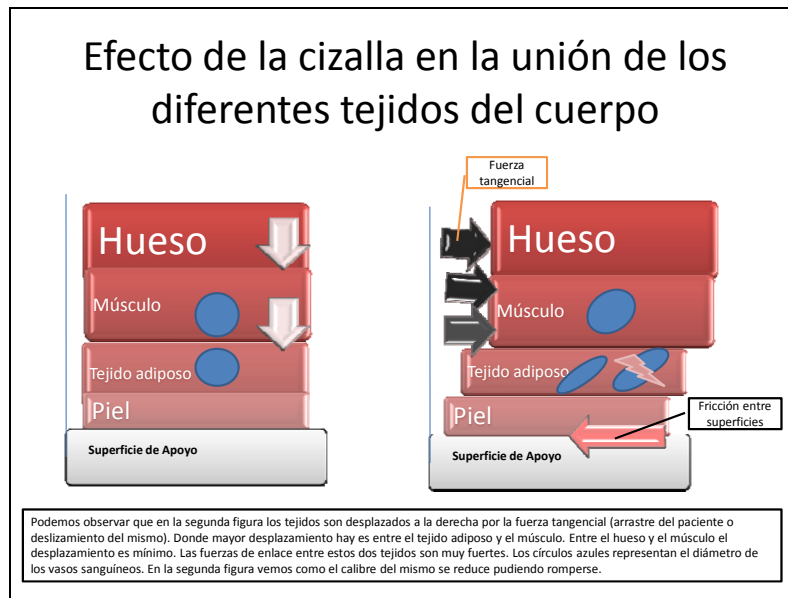 Efecto de la cizalla en la unión de los
diferentes tejidos del cuerpo
Hueso
Músculo
Tejido adiposo
Piel
Superficie de Apoyo
Fuerza
tangencial
Hueso
Músculo
Tejido adiposo
Piel
Fricción entre
superficies
Superficie de Apoyo
Podemos observar que en la segunda figura los tejidos son desplazados a la derecha por la fuerza tangencial (arrastre del paciente o
deslizamiento del mismo). Donde mayor desplazamiento hay es entre el tejido adiposo y el músculo. Entre el hueso y el músculo el
desplazamiento es mínimo. Las fuerzas de enlace entre estos dos tejidos son muy fuertes. Los círculos azules representan el diámetro de
los vasos sanguíneos. En la segunda figura vemos como el calibre del mismo se reduce pudiendo romperse.